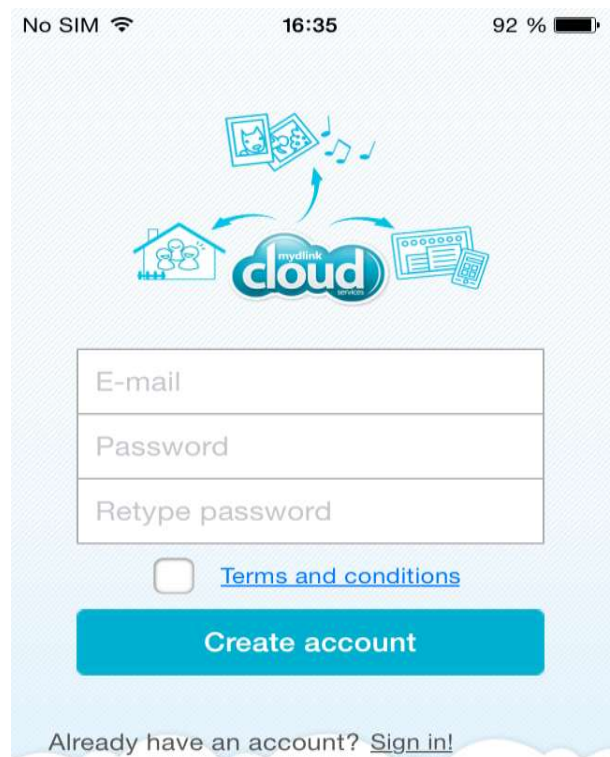 No SIM 16:35 92 %
mydlink
cloud
services
E-mail
Password
Retype password
Terms and conditions
Create account
Already have an account? Sign in!